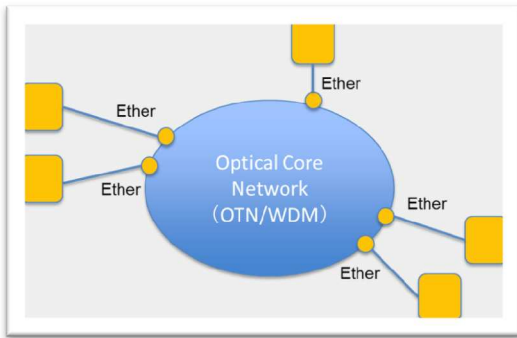 Ether
Ether
Ether
Optical Core
Network
（OTN/WDM）
Ether
Ether